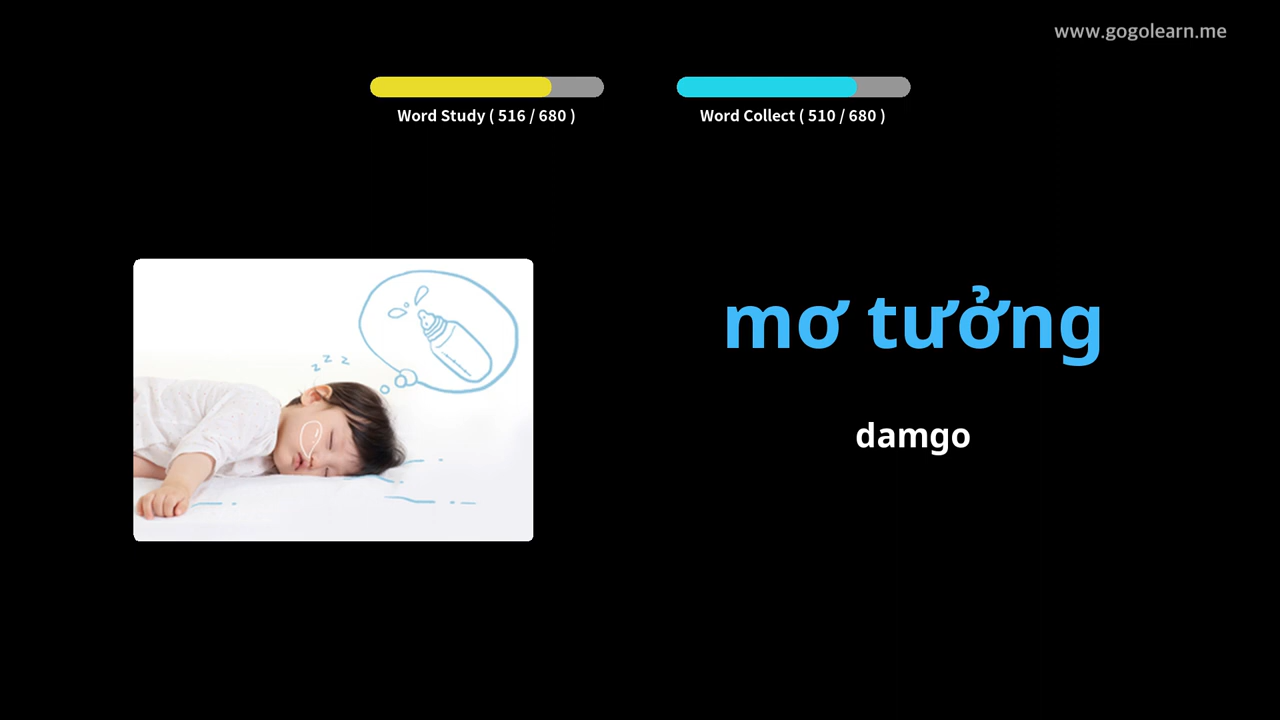 www.gogolearn.me
Word Study ( 516 / 680 )
Word Collect ( 510 / 680 )
z z z
mơ tưởng
damgo